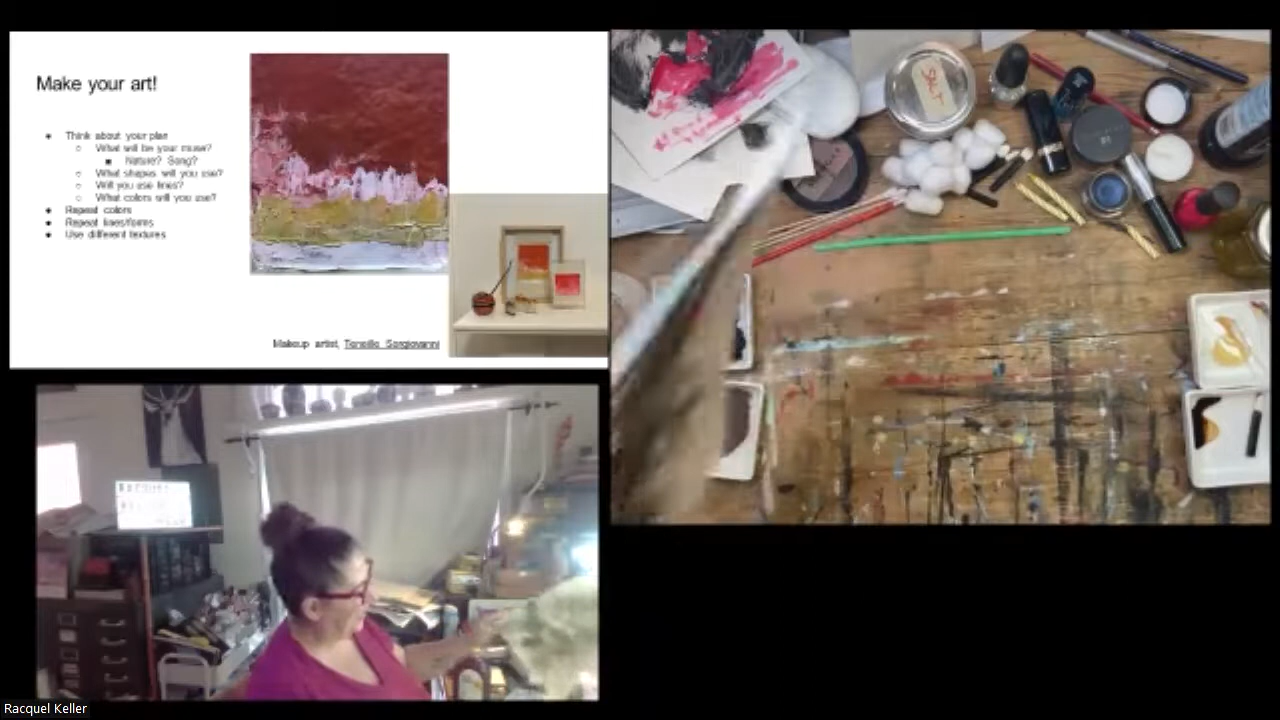 Make your art!
Think about your plan
What will be your muse?
Nature? Song?
What shapes will you use?
Will you use lines?
What colors will you use?
Repeat colors
Repeat lines/forms
Use different textures
Makeup artist, Teneille Sorgiovanni
SALT
Racquel Keller